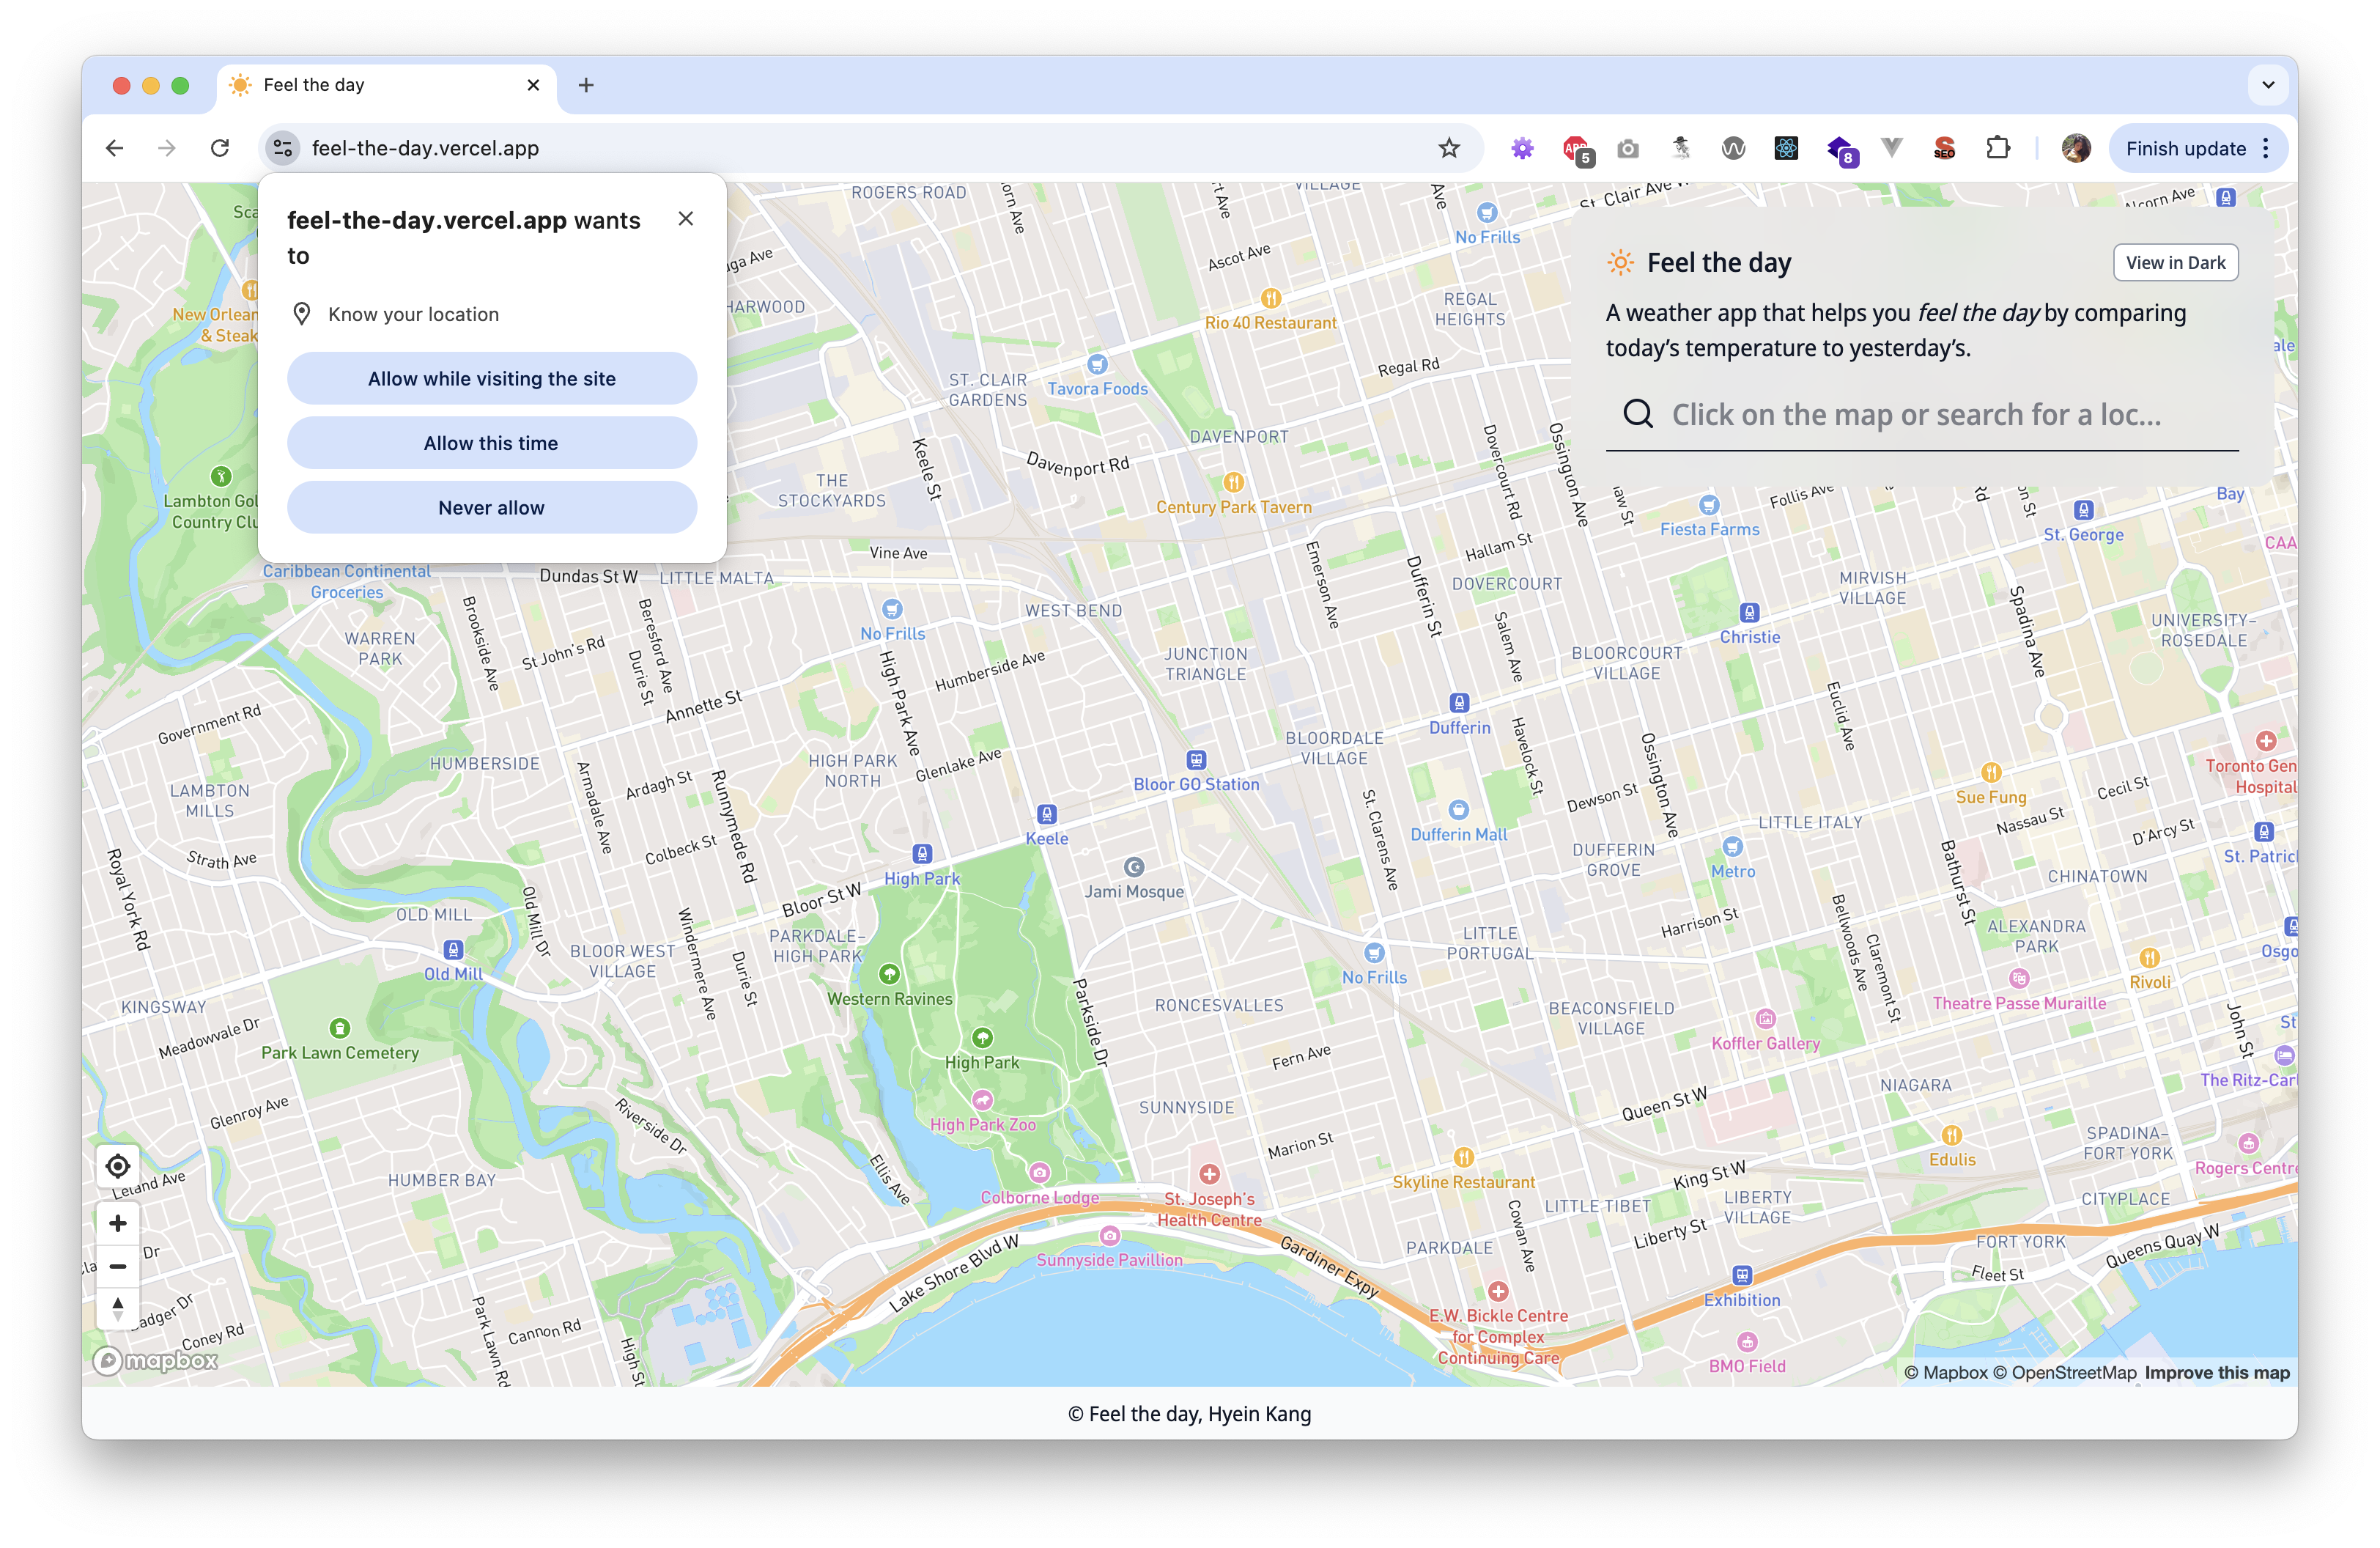 Feel the day
feel-the-day.vercel.app
5
8
SEO
Finish update
feel-the-day.vercel.app wants
to
Know your location
Allow while visiting the site
Allow this time
Never allow
Feel the day
View in Dark
A weather app that helps you feel the day by comparing
today's temperature to yesterday's.
Click on the map or search for a loc...
ROGERS ROAD
VILLAGE
St. Clair Ave
No Frills
Ascot Ave
Rio 40 Restaurant
REGAL
HEIGHTS
Regal Rd
ST. CLAIR
GARDENS
Tavora Foods
DAVENPORT
Davenport Rd
Keele St
THE
STOCKYARDS
Century Park Tavern
Dovercourt Rd
Ossington Ave
Follis Ave
Fiesta Farms
St. George
Bay
CAA
Lambton Gol
Country Clu
New Orlean
& Steak
Vine Ave
Hallam St
Emerson Ave
Dufferin St
DOVERCOURT
MIRVISH
VILLAGE
Caribbean Continental
Groceries
Dundas St W
LITTLE MALTA
WEST BEND
No Frills
Brookside Ave
Beresford Ave
WARREN
PARK
St John's Rd
Durie St
Annette St
High Park Ave
Humberside Ave
JUNCTION
TRIANGLE
Salem Ave
Christie
BLOORCOURT
VILLAGE
Spadina Ave
UNIVERSITY–
ROSEDALE
Government Rd
HUMBERSIDE
LAMBTON
MILLS
Armadale Ave
Ardagh St
Runnymede Rd
HIGH PARK
NORTH
Glenlake Ave
Bloor GO Station
BLOORDALE
VILLAGE
Dufferin
Havelock St
Euclid Ave
Ossington Ave
Sue Fung
Toronto Gen
Hospital
Cecil St
Strath Ave
Royal York Rd
Colbeck St
Keele
High Park
Jami Mosque
St. Clarens Ave
Dufferin Mall
Dewson St
LITTLE ITALY
Nassau St
D'Arcy St
DUFFERIN
GROVE
Metro
St. Patric
CHINATOWN
Bathurst St
OLD MILL
Old Mill Dr
Old Mill
BLOOR WEST
VILLAGE
Windermere Ave
Durie St
Bloor St W
PARKDALE–
HIGH PARK
LITTLE
PORTUGAL
Harrison St
Bellwoods Ave
Claremont St
ALEXANDRA
PARK
Osgo
No Frills
Western Ravines
Theatre Passe Muraille
Rivoli
KINGSWAY
Meadowvale Dr
Park Lawn Cemetery
Parkside Dr
RONCESVALLES
BEACONSFIELD
VILLAGE
Koffler Gallery
John St
High Park
Fern Ave
The Ritz-Carl
Glenroy Ave
Riverside Dr
High Park Zoo
SUNNYSIDE
Queen St W
NIAGARA
Marion St
Edulis
SPADINA–
FORT YORK
Rogers Centre
Leland Ave
HUMBER BAY
Ellis Ave
Colborne Lodge
St. Joseph's
Health Centre
Skyline Restaurant
King St W
LITTLE TIBET
LIBERTY
VILLAGE
CITYPLACE
Cowan Ave
Liberty St
Sunnyside Pavillion
Gardiner Expy
PARKDALE
FORT YORK
Queens Quay W
Fleet St
Lake Shore Blvd W
Exhibition
E.W. Bickle Centre
for Complex
Continuing Care
BMO Field
Coney Rd
Park Lawn Rd
Cannon Rd
High St
mapbox
© Mapbox © OpenStreetMap Improve this map
© Feel the day, Hyein Kang